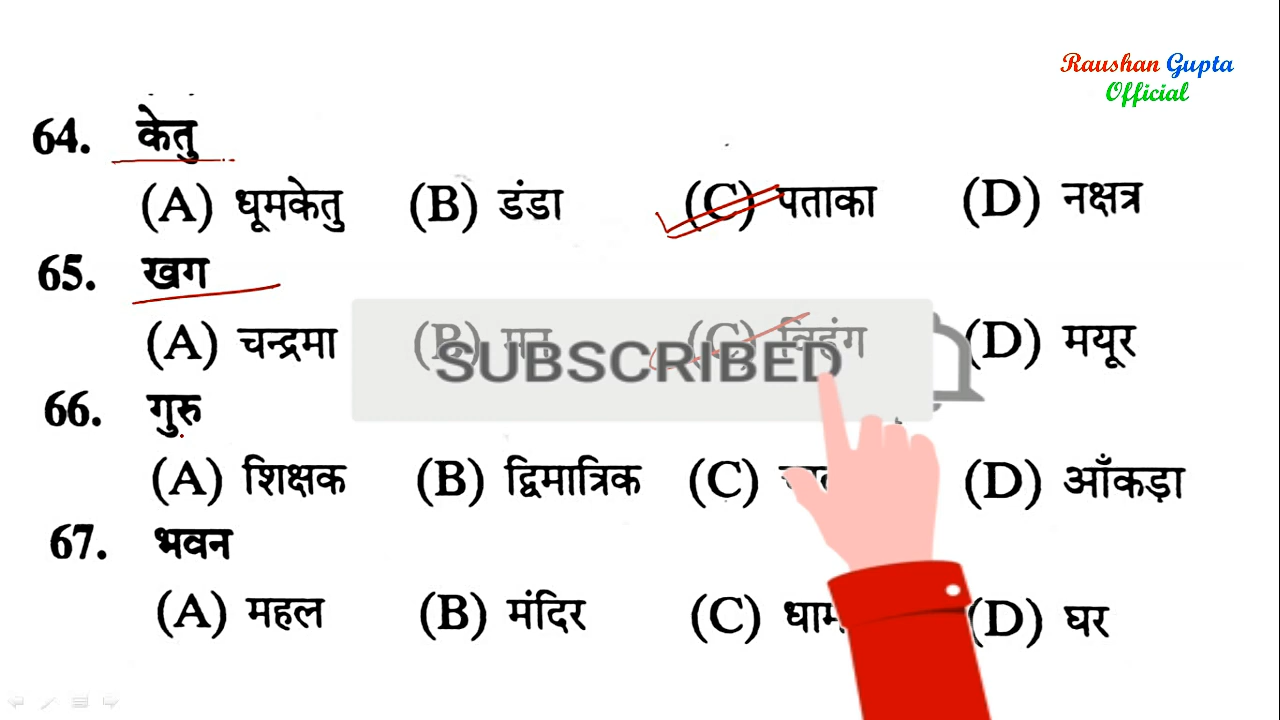 Raushan Gupta
Official
64. केतु
(A) धूमकेतु (B) डंडा (C) पताका (D) नक्षत्र
65. खग
(A) चन्द्रमा (B) मन (C) विहंग (D) मयूर
SUBSCRIBED
66. गुरु
(A) शिक्षक (B) द्विमात्रिक (C) (D) आँकड़ा
67. भवन
(A) महल (B) मंदिर (C) धाम (D) घर